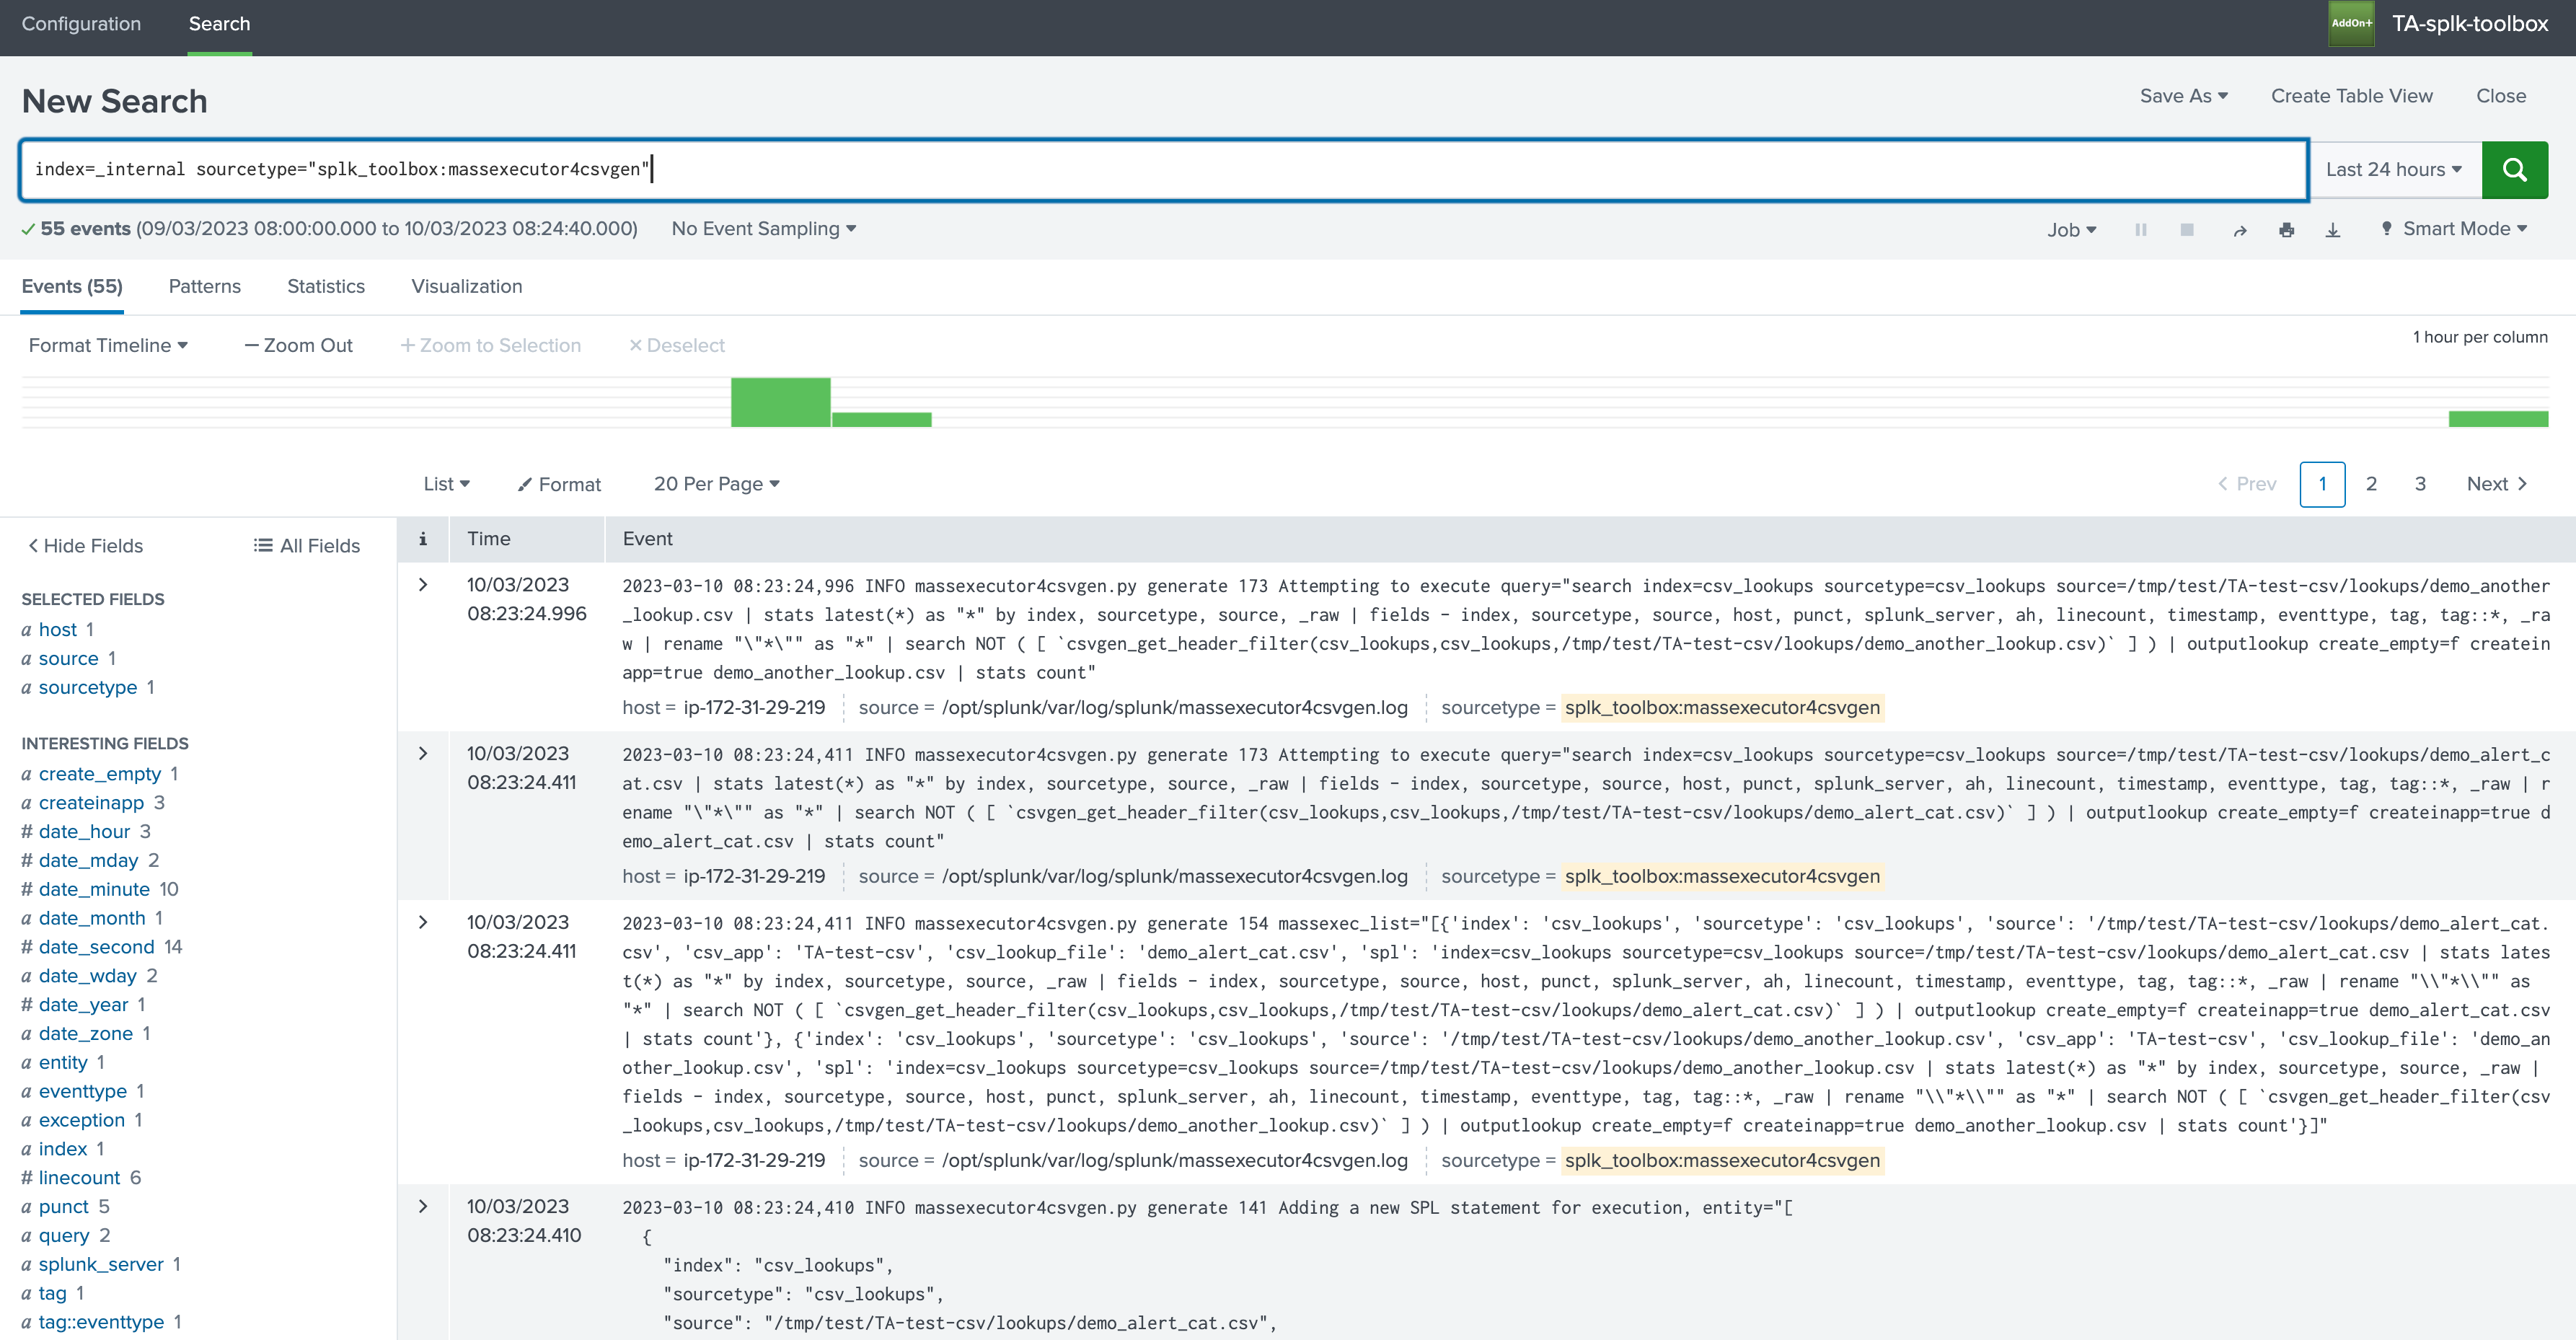 Configuration Search AddOn+ TA-splk-toolbox
New Search Save As Create Table View Close
index=_internal sourcetype="splk_toolbox:massexecutor4csvgen" Last 24 hours
55 events (09/03/2023 08:00:00.000 to 10/03/2023 08:24:40.000) No Event Sampling Job Smart Mode
Events (55) Patterns Statistics Visualization
Format Timeline — Zoom Out + Zoom to Selection × Deselect 1 hour per column
List Format 20 Per Page < Prev 1 2 3 Next >
< Hide Fields All Fields
SELECTED FIELDS
a host 1
a source 1
a sourcetype 1
INTERESTING FIELDS
a create_empty 1
a createinapp 3
# date_hour 3
# date_mday 2
# date_minute 10
a date_month 1
# date_second 14
a date_wday 2
# date_year 1
a date_zone 1
a entity 1
a eventtype 1
a exception 1
a index 1
# linecount 6
a punct 5
a query 2
a splunk_server 1
a tag 1
a tag::eventtype 1
i Time Event
> 10/03/2023
08:23:24.996
2023-03-10 08:23:24,996 INFO massexecutor4csvgen.py generate 173 Attempting to execute query="search index=csv_lookups sourcetype=csv_lookups source=/tmp/test/TA-test-csv/lookups/demo_another
_lookup.csv | stats latest(*) as "*" by index, sourcetype, source, _raw | fields - index, sourcetype, source, host, punct, splunk_server, ah, linecount, timestamp, eventtype, tag, tag::*, _ra
w | rename "\"*\"" as "*" | search NOT ( [ `csvgen_get_header_filter(csv_lookups,csv_lookups,/tmp/test/TA-test-csv/lookups/demo_another_lookup.csv)` ] ) | outputlookup create_empty=f createin
app=true demo_another_lookup.csv | stats count"
host = ip-172-31-29-219 source = /opt/splunk/var/log/splunk/massexecutor4csvgen.log sourcetype = splk_toolbox:massexecutor4csvgen
> 10/03/2023
08:23:24.411
2023-03-10 08:23:24,411 INFO massexecutor4csvgen.py generate 173 Attempting to execute query="search index=csv_lookups sourcetype=csv_lookups source=/tmp/test/TA-test-csv/lookups/demo_alert_c
at.csv | stats latest(*) as "*" by index, sourcetype, source, _raw | fields - index, sourcetype, source, host, punct, splunk_server, ah, linecount, timestamp, eventtype, tag, tag::*, _raw | r
ename "\"*\"" as "*" | search NOT ( [ `csvgen_get_header_filter(csv_lookups,csv_lookups,/tmp/test/TA-test-csv/lookups/demo_alert_cat.csv)` ] ) | outputlookup create_empty=f createinapp=true d
emo_alert_cat.csv | stats count"
host = ip-172-31-29-219 source = /opt/splunk/var/log/splunk/massexecutor4csvgen.log sourcetype = splk_toolbox:massexecutor4csvgen
> 10/03/2023
08:23:24.411
2023-03-10 08:23:24,411 INFO massexecutor4csvgen.py generate 154 massexec_list="[{'index': 'csv_lookups', 'sourcetype': 'csv_lookups', 'source': '/tmp/test/TA-test-csv/lookups/demo_alert_cat.
csv', 'csv_app': 'TA-test-csv', 'csv_lookup_file': 'demo_alert_cat.csv', 'spl': 'index=csv_lookups sourcetype=csv_lookups source=/tmp/test/TA-test-csv/lookups/demo_alert_cat.csv | stats lates
t(*) as "*" by index, sourcetype, source, _raw | fields - index, sourcetype, source, host, punct, splunk_server, ah, linecount, timestamp, eventtype, tag, tag::*, _raw | rename "\\"*\\"" as
"*" | search NOT ( [ `csvgen_get_header_filter(csv_lookups,csv_lookups,/tmp/test/TA-test-csv/lookups/demo_alert_cat.csv)` ] ) | outputlookup create_empty=f createinapp=true demo_alert_cat.csv
| stats count'}, {'index': 'csv_lookups', 'sourcetype': 'csv_lookups', 'source': '/tmp/test/TA-test-csv/lookups/demo_another_lookup.csv', 'csv_app': 'TA-test-csv', 'csv_lookup_file': 'demo_an
other_lookup.csv', 'spl': 'index=csv_lookups sourcetype=csv_lookups source=/tmp/test/TA-test-csv/lookups/demo_another_lookup.csv | stats latest(*) as "*" by index, sourcetype, source, _raw |
fields - index, sourcetype, source, host, punct, splunk_server, ah, linecount, timestamp, eventtype, tag, tag::*, _raw | rename "\\"*\\"" as "*" | search NOT ( [ `csvgen_get_header_filter(csv
_lookups,csv_lookups,/tmp/test/TA-test-csv/lookups/demo_another_lookup.csv)` ] ) | outputlookup create_empty=f createinapp=true demo_another_lookup.csv | stats count'}]"
host = ip-172-31-29-219 source = /opt/splunk/var/log/splunk/massexecutor4csvgen.log sourcetype = splk_toolbox:massexecutor4csvgen
> 10/03/2023
08:23:24.410
2023-03-10 08:23:24,410 INFO massexecutor4csvgen.py generate 141 Adding a new SPL statement for execution, entity="[
{
"index": "csv_lookups",
"sourcetype": "csv_lookups",
"source": "/tmp/test/TA-test-csv/lookups/demo_alert_cat.csv",